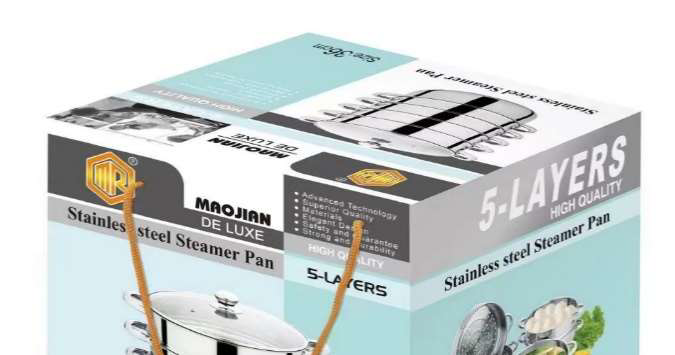 Size:36cm
HIGH QUALITY
Stainless steel Steamer Pan
MAOJIAN
DE LUXE
MR
®
MAOJIAN
DE LUXE
Stainless steel Steamer Pan
Advanced Technology
Superior Quality
Materials
Elegant Design
Safety and Guarantee
Strong and Durability
HIGH QUALITY
5-LAYERS
5-LAYERS
HIGH QUALITY
Stainless steel Steamer Pan